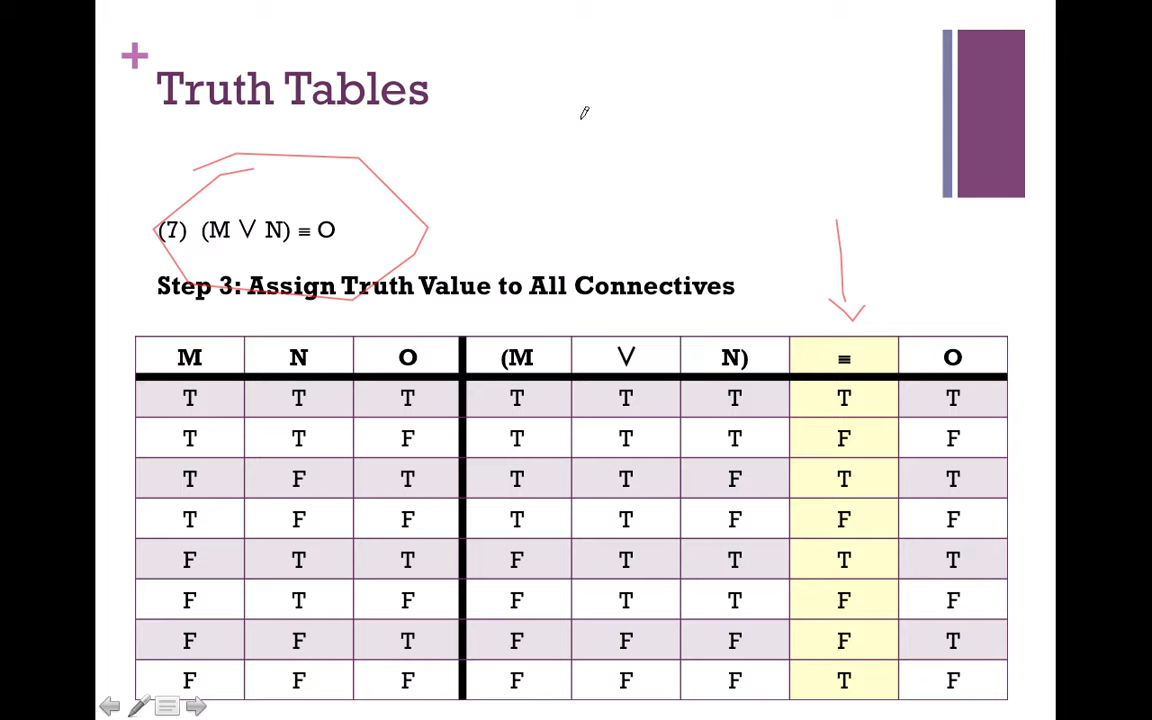 +
Truth Tables
(7) (M ∨ N) ≡ O
Step 3: Assign Truth Value to All Connectives
M N O (M ∨ N) ≡ O
T T T T T T T T
T T F T T T F F
T F T T T F T T
T F F T T F F F
F T T F T T T T
F T F F T T F F
F F T F F F F T
F F F F F F T F